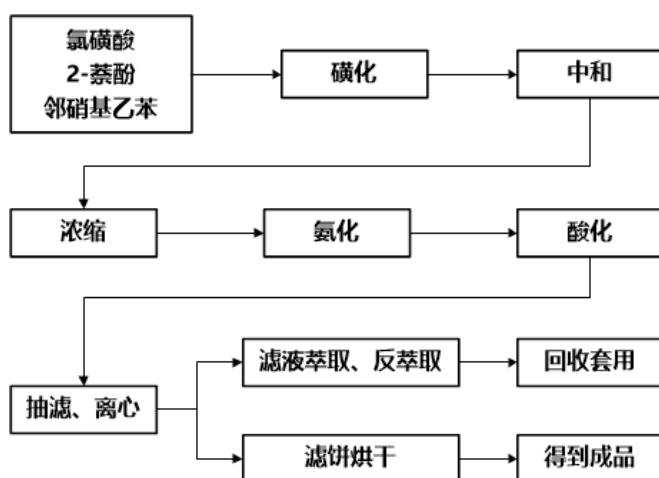 氯磺酸
2-萘酚
邻硝基乙苯
磺化
中和
浓缩
氨化
酸化
抽滤、离心
滤液萃取、反萃取
回收套用
滤饼烘干
得到成品